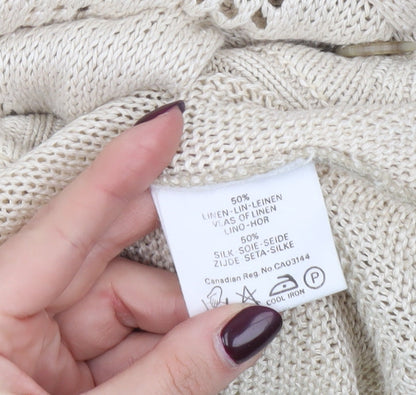 50%
LINEN-LIN-LEINEN
VLAS OF LINEN
LINO-HOR
50%
SILK SOIE-SEIDE
ZIJDE SETA-SILKE
Canadian Reg. No CA03144
P
COOL IRON